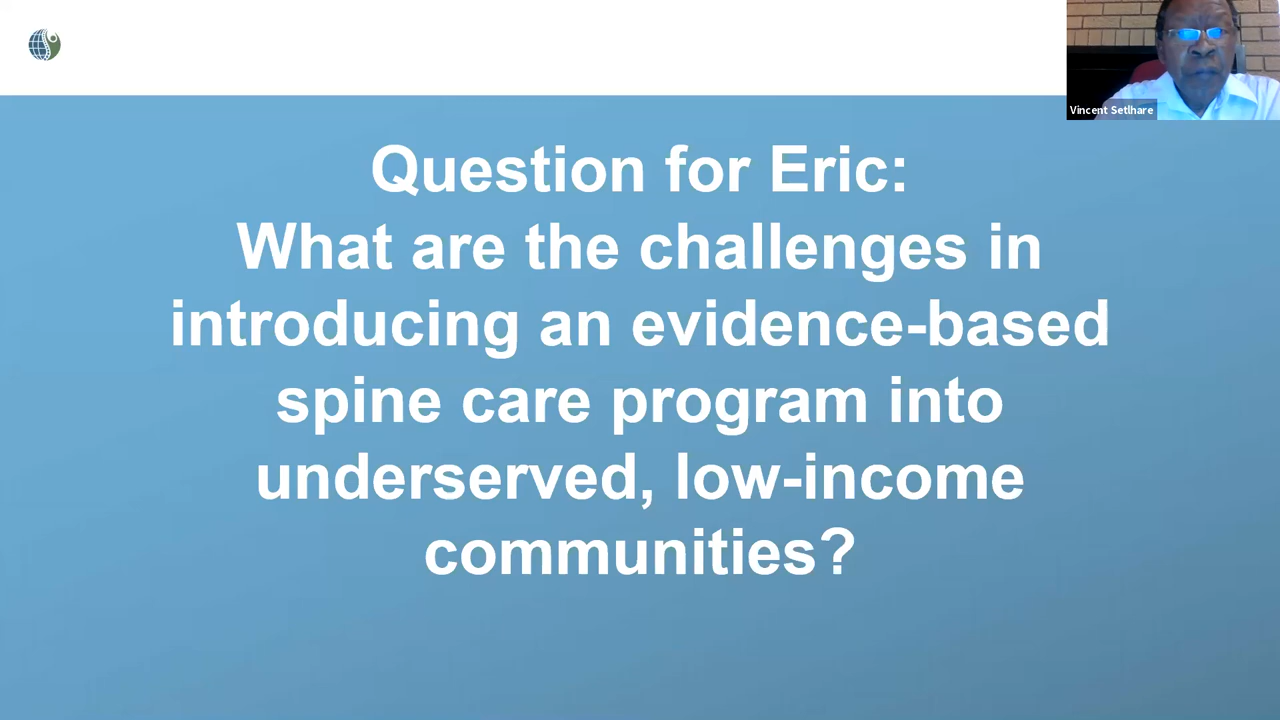 Vincent Setlhare
Question for Eric:
What are the challenges in
introducing an evidence-based
spine care program into
underserved, low-income
communities?